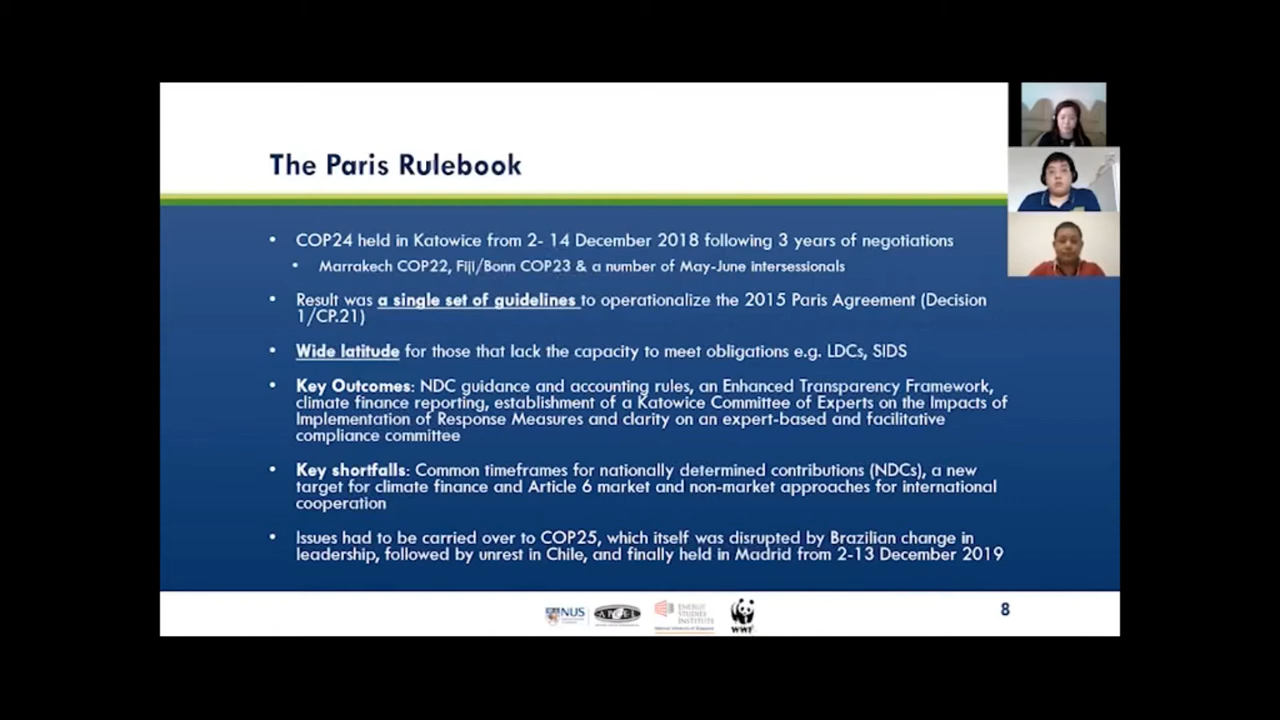 The Paris Rulebook
• COP24 held in Katowice from 2- 14 December 2018 following 3 years of negotiations
• Marrakech COP22, Fiji/Bonn COP23 & a number of May-June intersessionals
• Result was a single set of guidelines to operationalize the 2015 Paris Agreement (Decision
1/CP.21)
• Wide latitude for those that lack the capacity to meet obligations e.g. LDCs, SIDS
• Key Outcomes: NDC guidance and accounting rules, an Enhanced Transparency Framework,
climate finance reporting, establishment of a Katowice Committee of Experts on the Impacts of
Implementation of Response Measures and clarity on an expert-based and facilitative
compliance committee
• Key shortfalls: Common timeframes for nationally determined contributions (NDCs), a new
target for climate finance and Article 6 market and non-market approaches for international
cooperation
• Issues had to be carried over to COP25, which itself was disrupted by Brazilian change in
leadership, followed by unrest in Chile, and finally held in Madrid from 2-13 December 2019
NUS
ENERGY
STUDIES
INSTITUTE
WWF
8